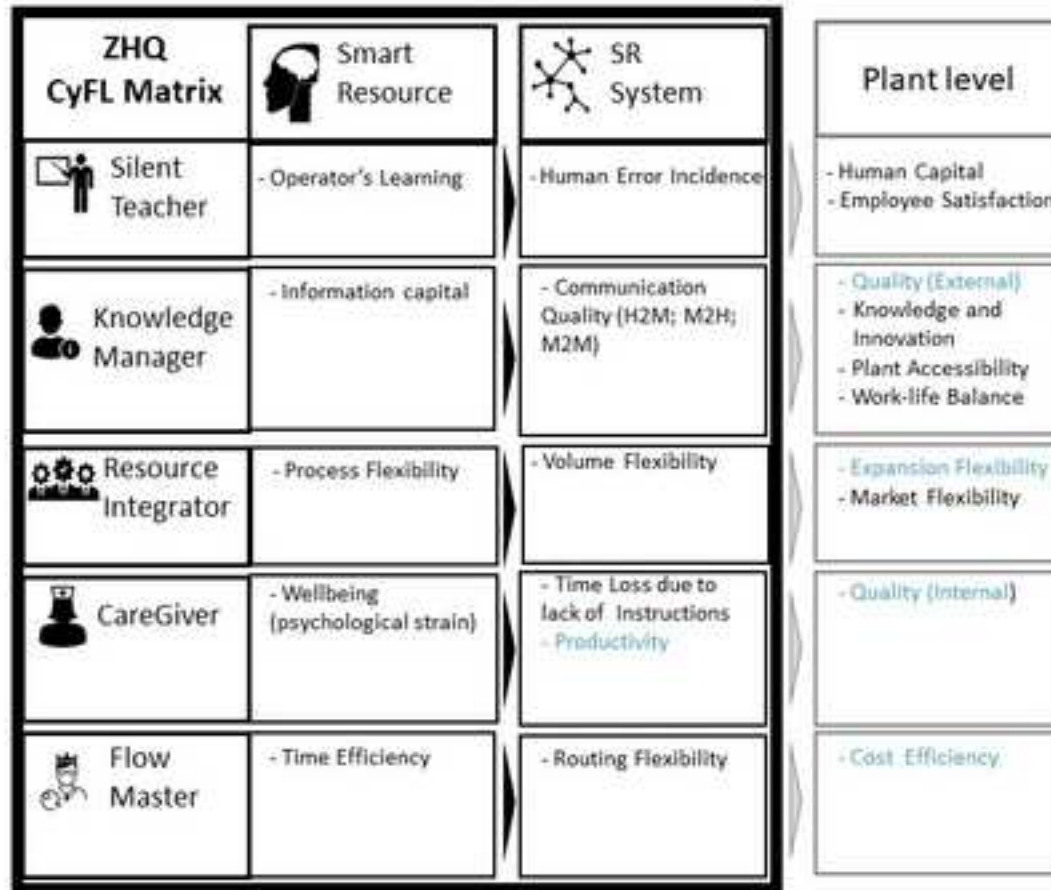 ZHQ
CyFL Matrix
Smart
Resource
SR
System
Plant level
Silent
Teacher
- Operator's Learning
- Human Error Incidence
- Human Capital
- Employee Satisfaction
Knowledge
Manager
- Information capital
- Communication
Quality (H2M; M2H;
M2M)
- Quality (External)
- Knowledge and
Innovation
- Plant Accessibility
- Work-life Balance
Resource
Integrator
- Process Flexibility
- Volume Flexibility
- Expansion Flexibility
- Market Flexibility
CareGiver
- Wellbeing
(psychological strain)
- Time Loss due to
lack of Instructions
- Productivity
- Quality (Internal)
Flow
Master
- Time Efficiency
- Routing Flexibility
- Cost Efficiency